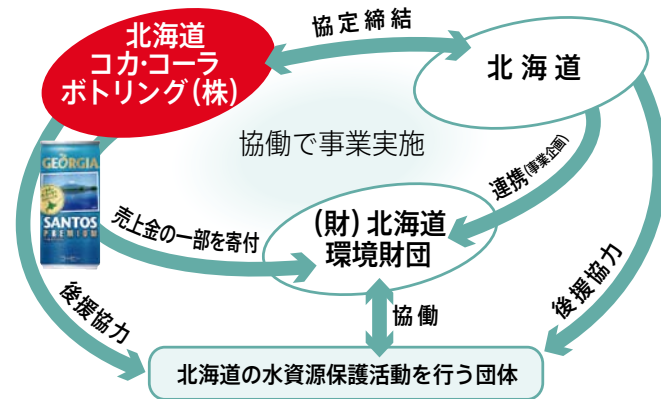 北海道
コカ・コーラ
ボトリング(株)
協定締結
北海道
協働で事業実施
GEORGIA
SANTOS
PREMIUM
コーヒー
売上金の一部を寄付
(財)北海道
環境財団
連携(事業企画)
後援協力
協働
後援協力
北海道の水資源保護活動を行う団体